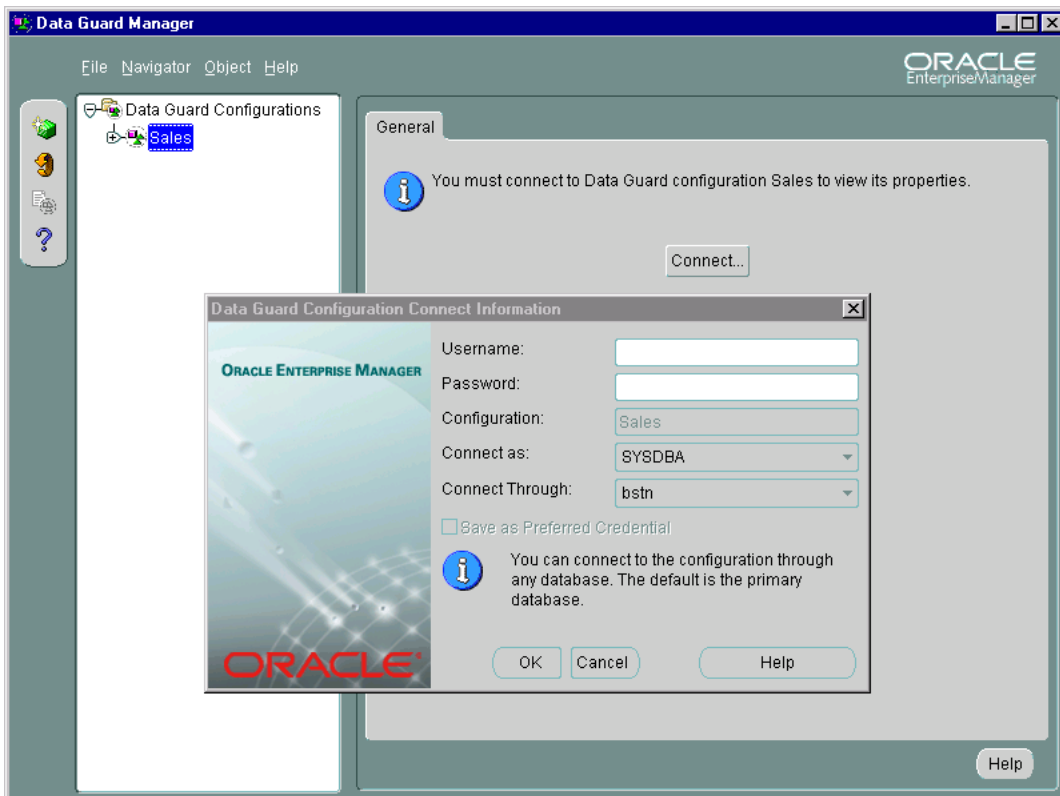 Data Guard Manager
File Navigator Object Help
ORACLE
EnterpriseManager
Data Guard Configurations
Sales
General
You must connect to Data Guard configuration Sales to view its properties.
Connect...
Data Guard Configuration Connect Information
ORACLE ENTERPRISE MANAGER
Username:
Password:
Configuration: Sales
Connect as: SYSDBA
Connect Through: bstn
Save as Preferred Credential
You can connect to the configuration through
any database. The default is the primary
database.
ORACLE
OK Cancel Help
Help